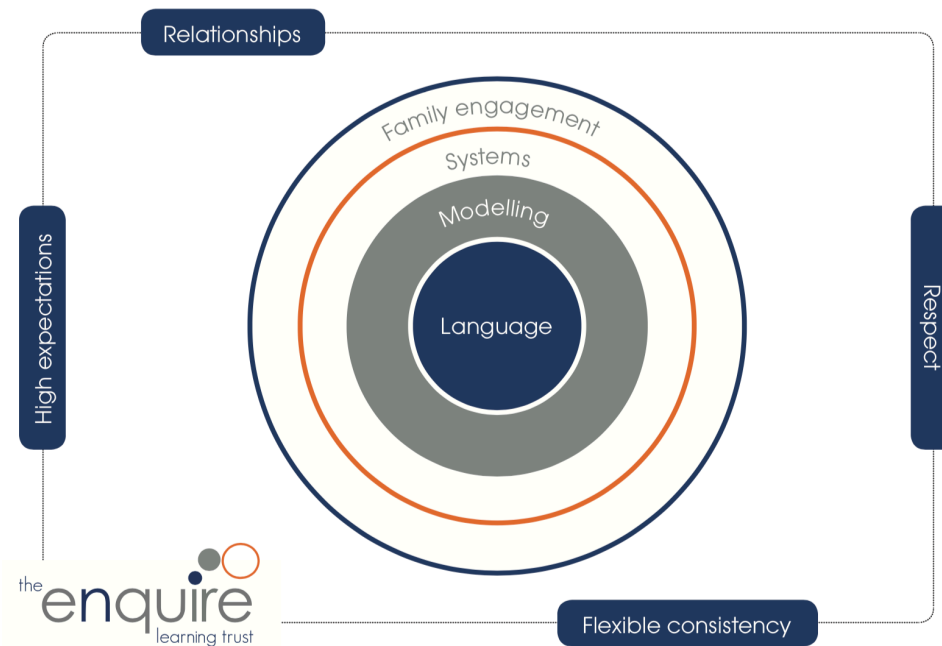 Relationships
Family engagement
Systems
Modelling
Language
High expectations
Respect
the
enquire
learning trust
Flexible consistency